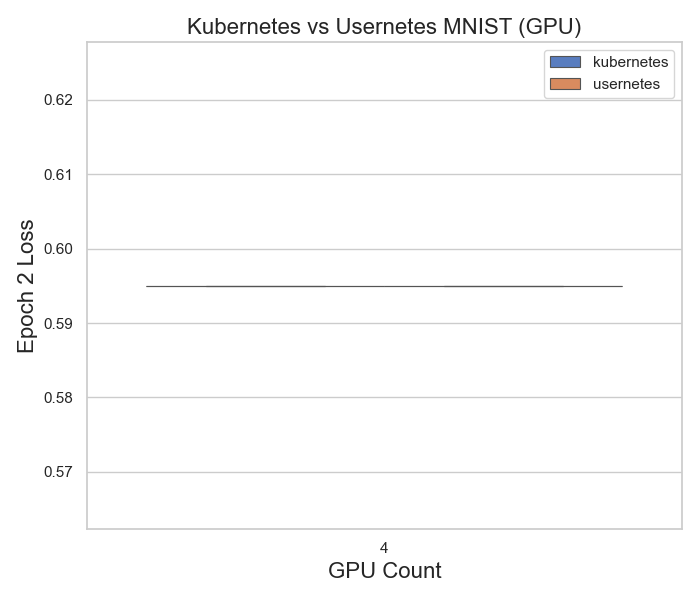 Kubernetes vs Usernetes MNIST (GPU)
kubernetes
usernetes
0.62
0.61
0.60
0.59
0.58
0.57
Epoch 2 Loss
4
GPU Count